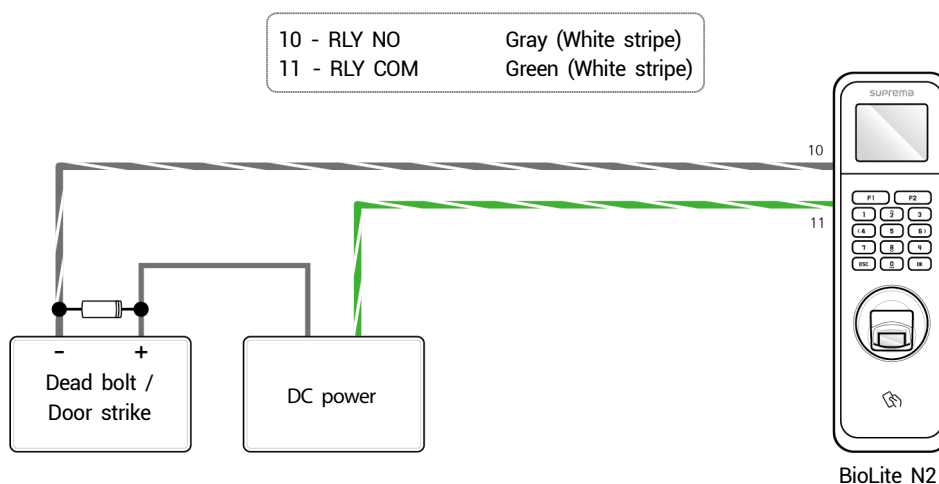 10 - RLY NO Gray (White stripe)
11 - RLY COM Green (White stripe)
suprema
10
11
F1 F2
1 2 3
4 5 6
7 8 9
ESC 0 OK
- +
Dead bolt /
Door strike
DC power
BioLite N2